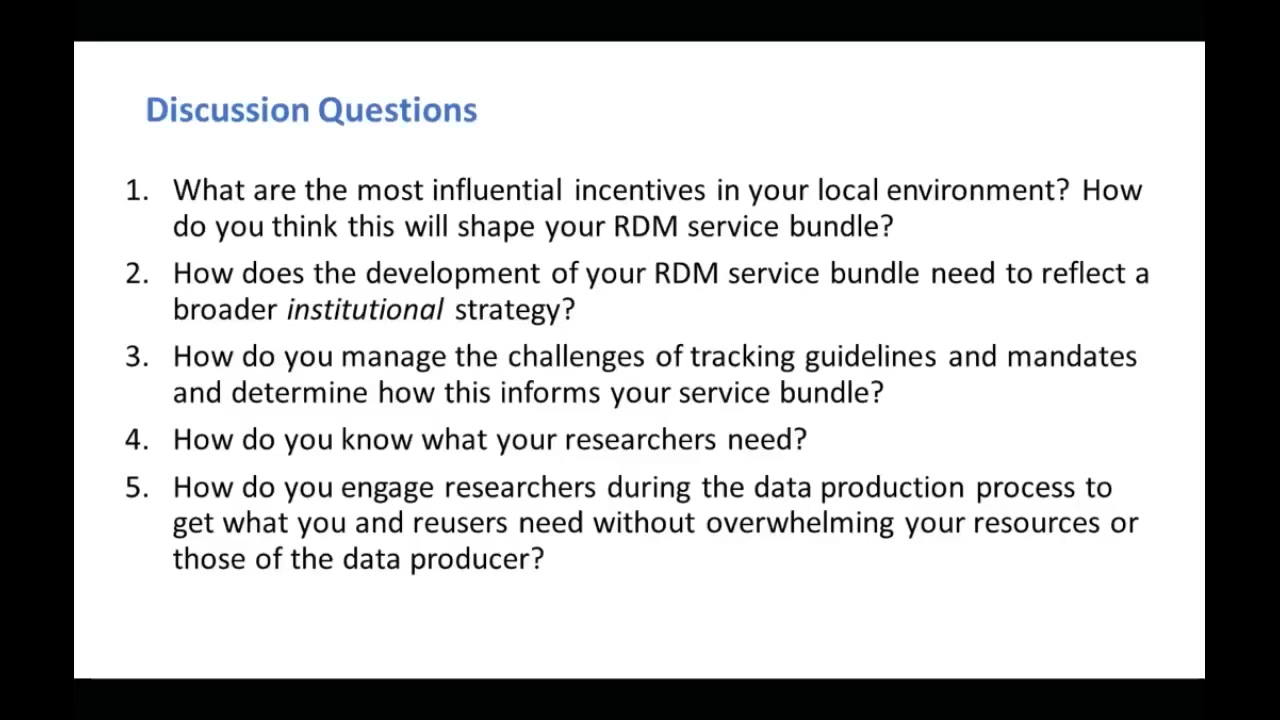 Discussion Questions
1. What are the most influential incentives in your local environment? How
do you think this will shape your RDM service bundle?
2. How does the development of your RDM service bundle need to reflect a
broader institutional strategy?
3. How do you manage the challenges of tracking guidelines and mandates
and determine how this informs your service bundle?
4. How do you know what your researchers need?
5. How do you engage researchers during the data production process to
get what you and reusers need without overwhelming your resources or
those of the data producer?